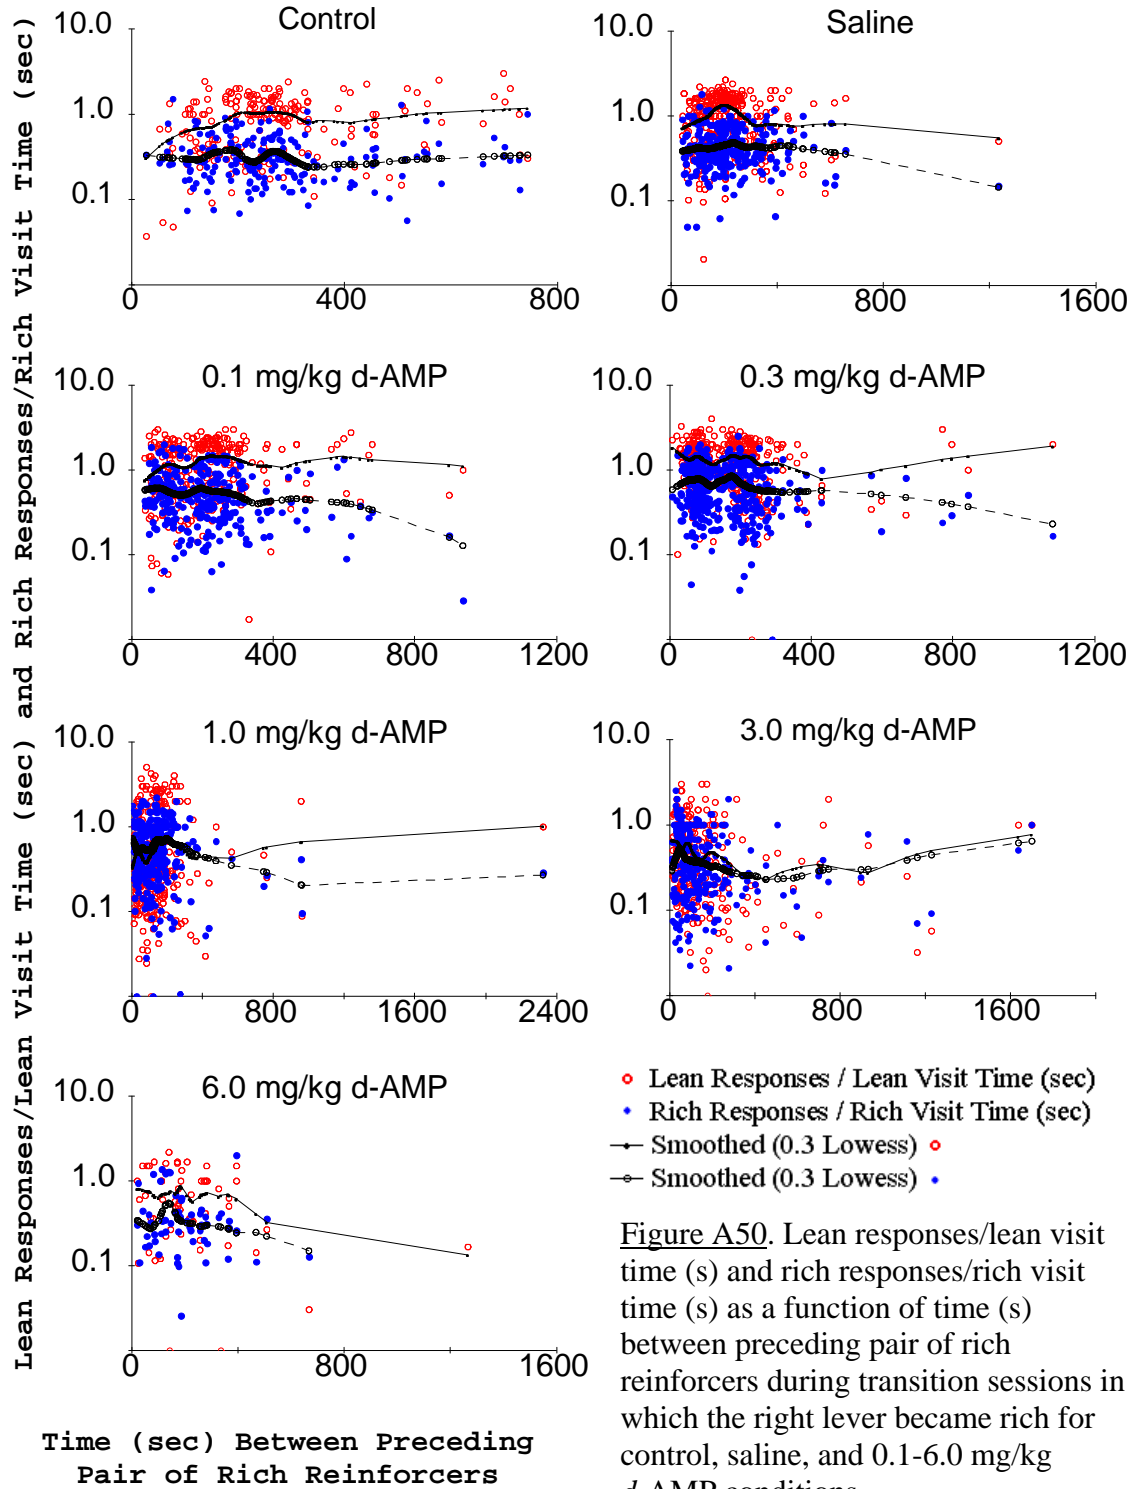 Lean Responses/Lean Visit Time (sec) and Rich Responses/Rich Visit Time (sec)
Control
10.0
1.0
0.1
0 400 800
Saline
10.0
1.0
0.1
0 800 1600
0.1 mg/kg d-AMP
10.0
1.0
0.1
0 400 800 1200
0.3 mg/kg d-AMP
10.0
1.0
0.1
0 400 800 1200
1.0 mg/kg d-AMP
10.0
1.0
0.1
0 800 1600 2400
3.0 mg/kg d-AMP
10.0
1.0
0.1
0 800 1600
6.0 mg/kg d-AMP
10.0
1.0
0.1
0 800 1600
Time (sec) Between Preceding
Pair of Rich Reinforcers
Lean Responses / Lean Visit Time (sec)
Rich Responses / Rich Visit Time (sec)
Smoothed (0.3 Lowess)
Smoothed (0.3 Lowess)
Figure A50. Lean responses/lean visit
time (s) and rich responses/rich visit
time (s) as a function of time (s)
between preceding pair of rich
reinforcers during transition sessions in
which the right lever became rich for
control, saline, and 0.1-6.0 mg/kg
d-AMP conditions